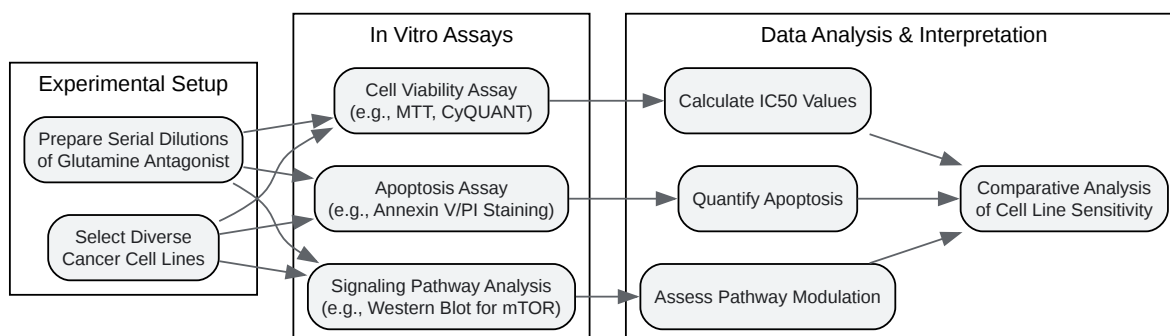 Experimental Setup
Prepare Serial Dilutions
of Glutamine Antagonist
Select Diverse
Cancer Cell Lines
In Vitro Assays
Cell Viability Assay
(e.g., MTT, CyQUANT)
Apoptosis Assay
(e.g., Annexin V/PI Staining)
Signaling Pathway Analysis
(e.g., Western Blot for mTOR)
Data Analysis & Interpretation
Calculate IC50 Values
Quantify Apoptosis
Assess Pathway Modulation
Comparative Analysis
of Cell Line Sensitivity